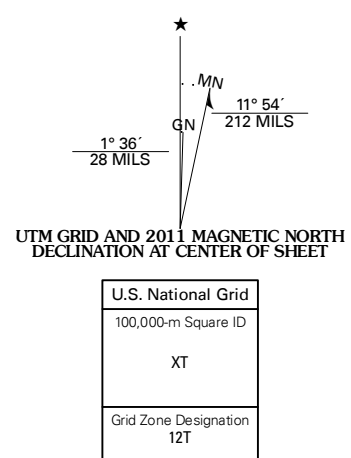 ★
MN
GN
11° 54´
212 MILS
1° 36´
28 MILS
UTM GRID AND 2011 MAGNETIC NORTH
DECLINATION AT CENTER OF SHEET
U.S. National Grid
100,000-m Square ID
XT
Grid Zone Designation
12T